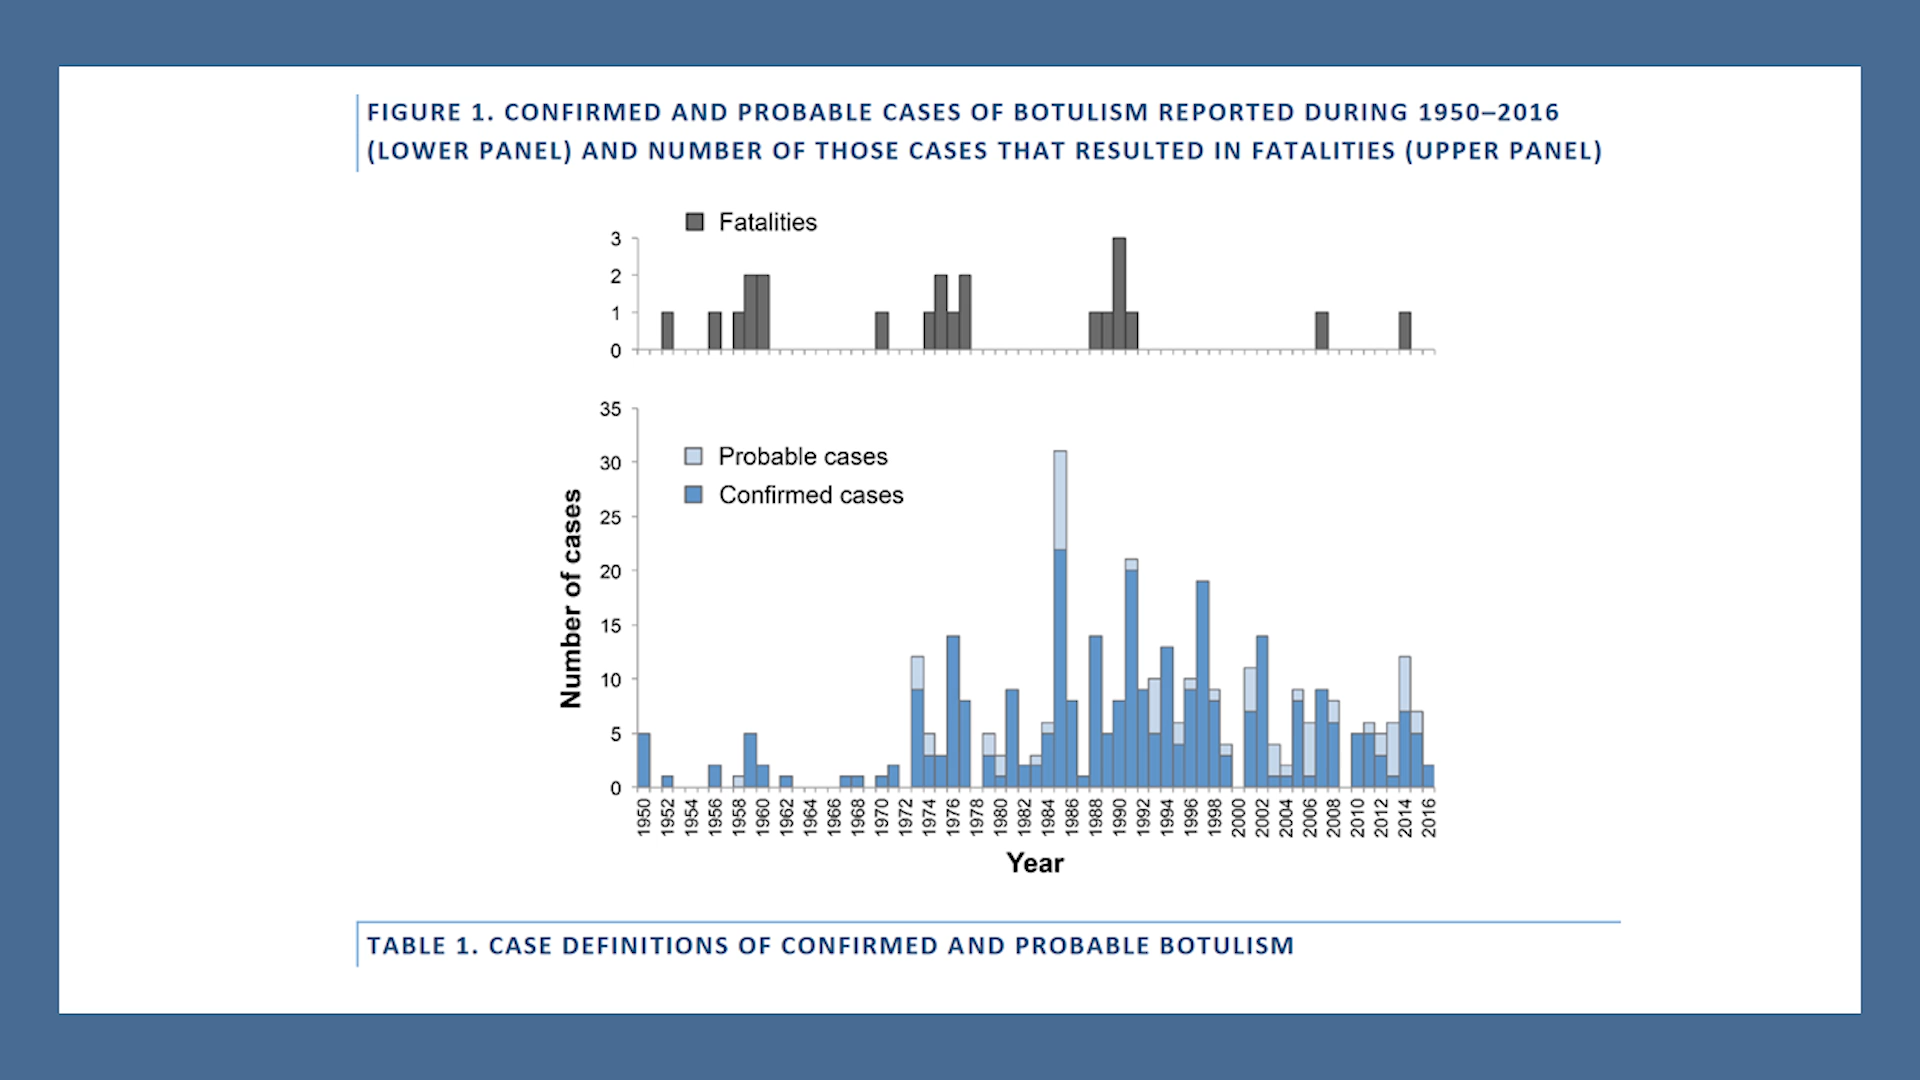 FIGURE 1. CONFIRMED AND PROBABLE CASES OF BOTULISM REPORTED DURING 1950–2016
(LOWER PANEL) AND NUMBER OF THOSE CASES THAT RESULTED IN FATALITIES (UPPER PANEL)
Fatalities
3
2
1
0
35
30
25
20
15
10
5
0
Probable cases
Confirmed cases
Number of cases
1950 1952 1954 1956 1958 1960 1962 1964 1966 1968 1970 1972 1974 1976 1978 1980 1982 1984 1986 1988 1990 1992 1994 1996 1998 2000 2002 2004 2006 2008 2010 2012 2014 2016
Year
TABLE 1. CASE DEFINITIONS OF CONFIRMED AND PROBABLE BOTULISM